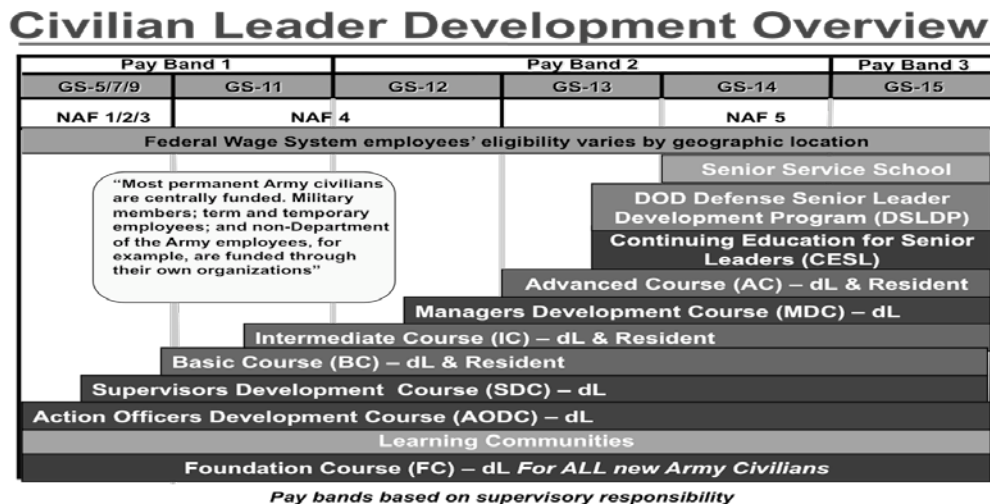 Civilian Leader Development Overview
Pay Band 1 Pay Band 2 Pay Band 3
GS-5/7/9 GS-11 GS-12 GS-13 GS-14 GS-15
NAF 1/2/3 NAF 4 NAF 5
Federal Wage System employees’ eligibility varies by geographic location
Senior Service School
“Most permanent Army civilians
are centrally funded. Military
members; term and temporary
employees; and non-Department
of the Army employees, for
example, are funded through
their own organizations”
DOD Defense Senior Leader
Development Program (DSLDP)
Continuing Education for Senior
Leaders (CESL)
Advanced Course (AC) – dL & Resident
Managers Development Course (MDC) – dL
Intermediate Course (IC) – dL & Resident
Basic Course (BC) – dL & Resident
Supervisors Development Course (SDC) – dL
Action Officers Development Course (AODC) – dL
Learning Communities
Foundation Course (FC) – dL For ALL new Army Civilians
Pay bands based on supervisory responsibility